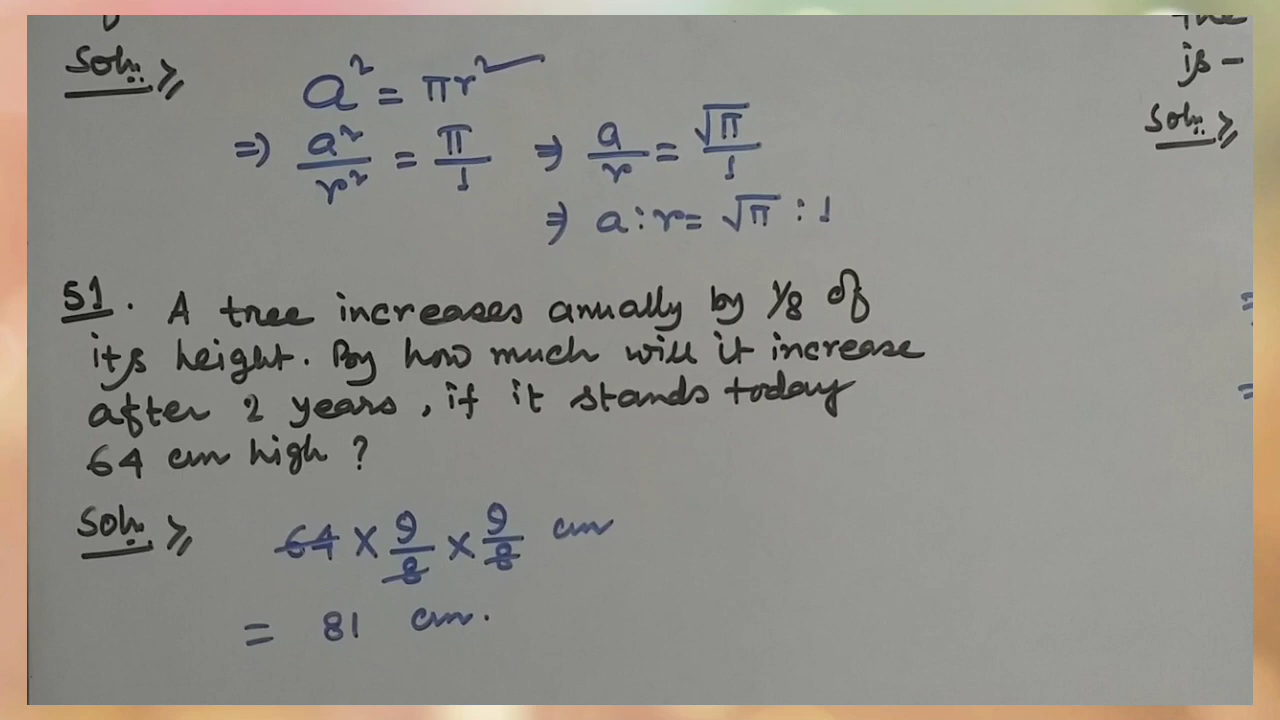 Soln.
a² = πr²
⇒ a²/r² = π/1 ⇒ a/r = √π/1
⇒ a:r = √π : 1
51. A tree increases anually by 1/8 of
its height. By how much will it increase
after 2 years, if it stands today
64 cm high ?
Soln.
64 × 9/8 × 9/8 cm
= 81 cm.
is -
Soln.